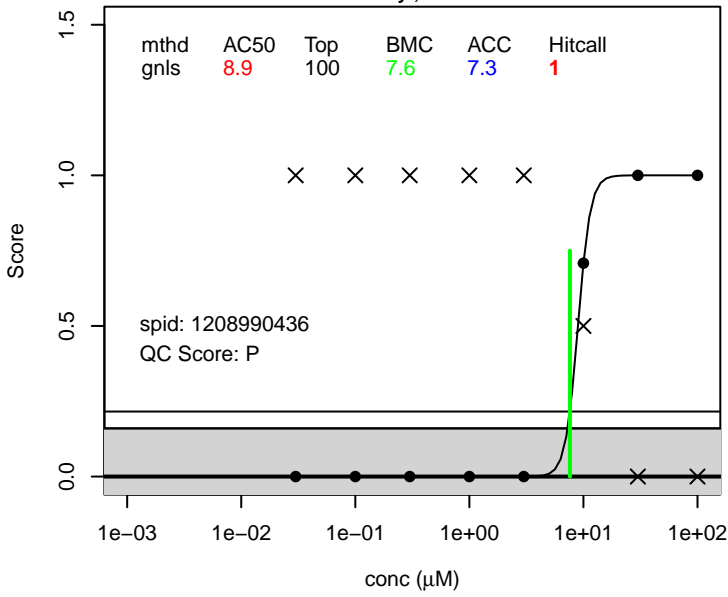 1.5
mthd AC50 Top BMC ACC Hitcall
gnls 8.9 100 7.6 7.3 1
1.0
Score
0.5
spid: 1208990436
QC Score: P
0.0
1e−03 1e−02 1e−01 1e+00 1e+01 1e+02
conc (μM)